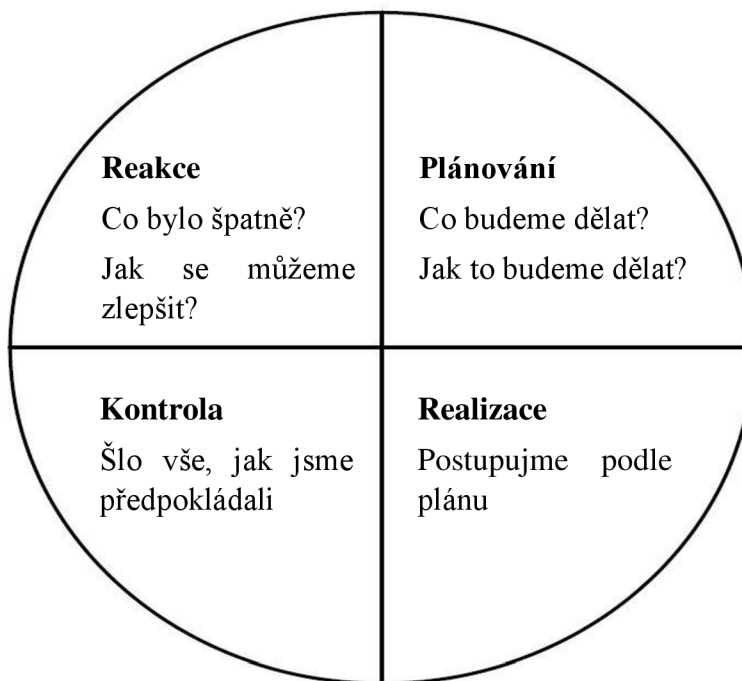 Reakce
Co bylo špatně?
Jak se můžeme
zlepšit?
Plánování
Co budeme dělat?
Jak to budeme dělat?
Kontrola
Šlo vše, jak jsme
předpokládali
Realizace
Postupujme podle
plánu